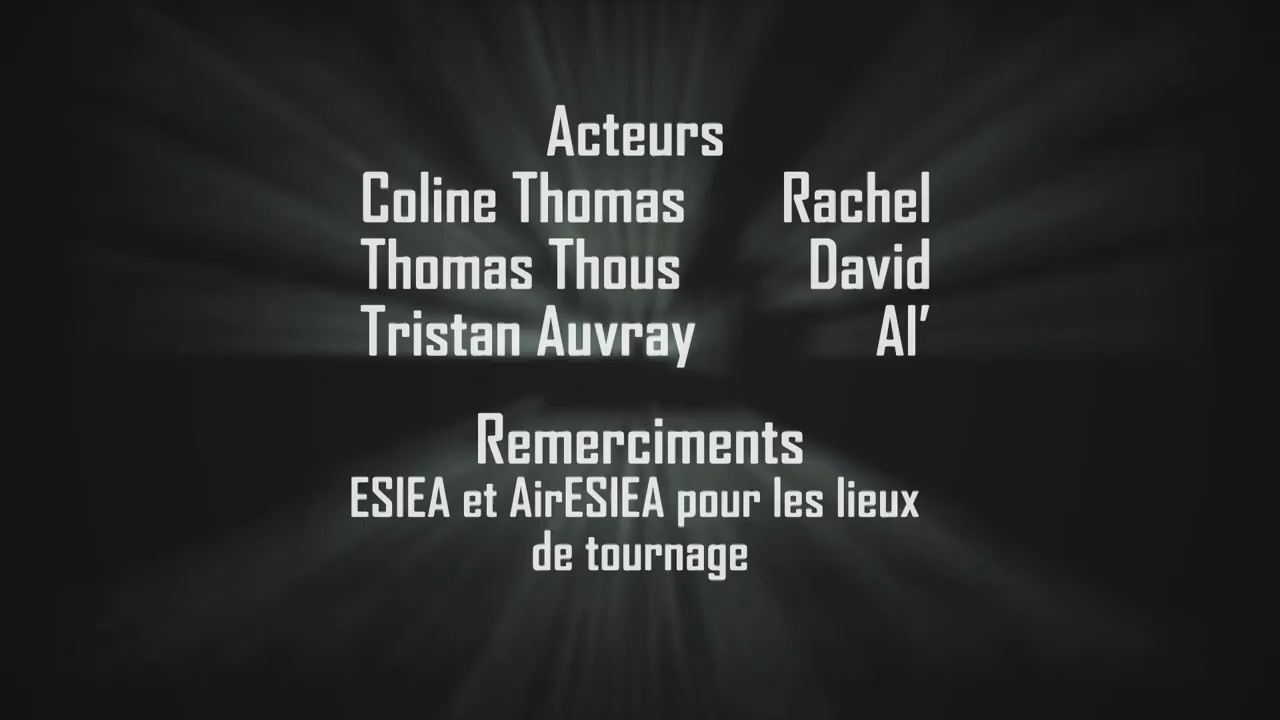 Acteurs
Coline Thomas Rachel
Thomas Thous David
Tristan Auvray Al’
Remerciments
ESIEA et AirESIEA pour les lieux
de tournage